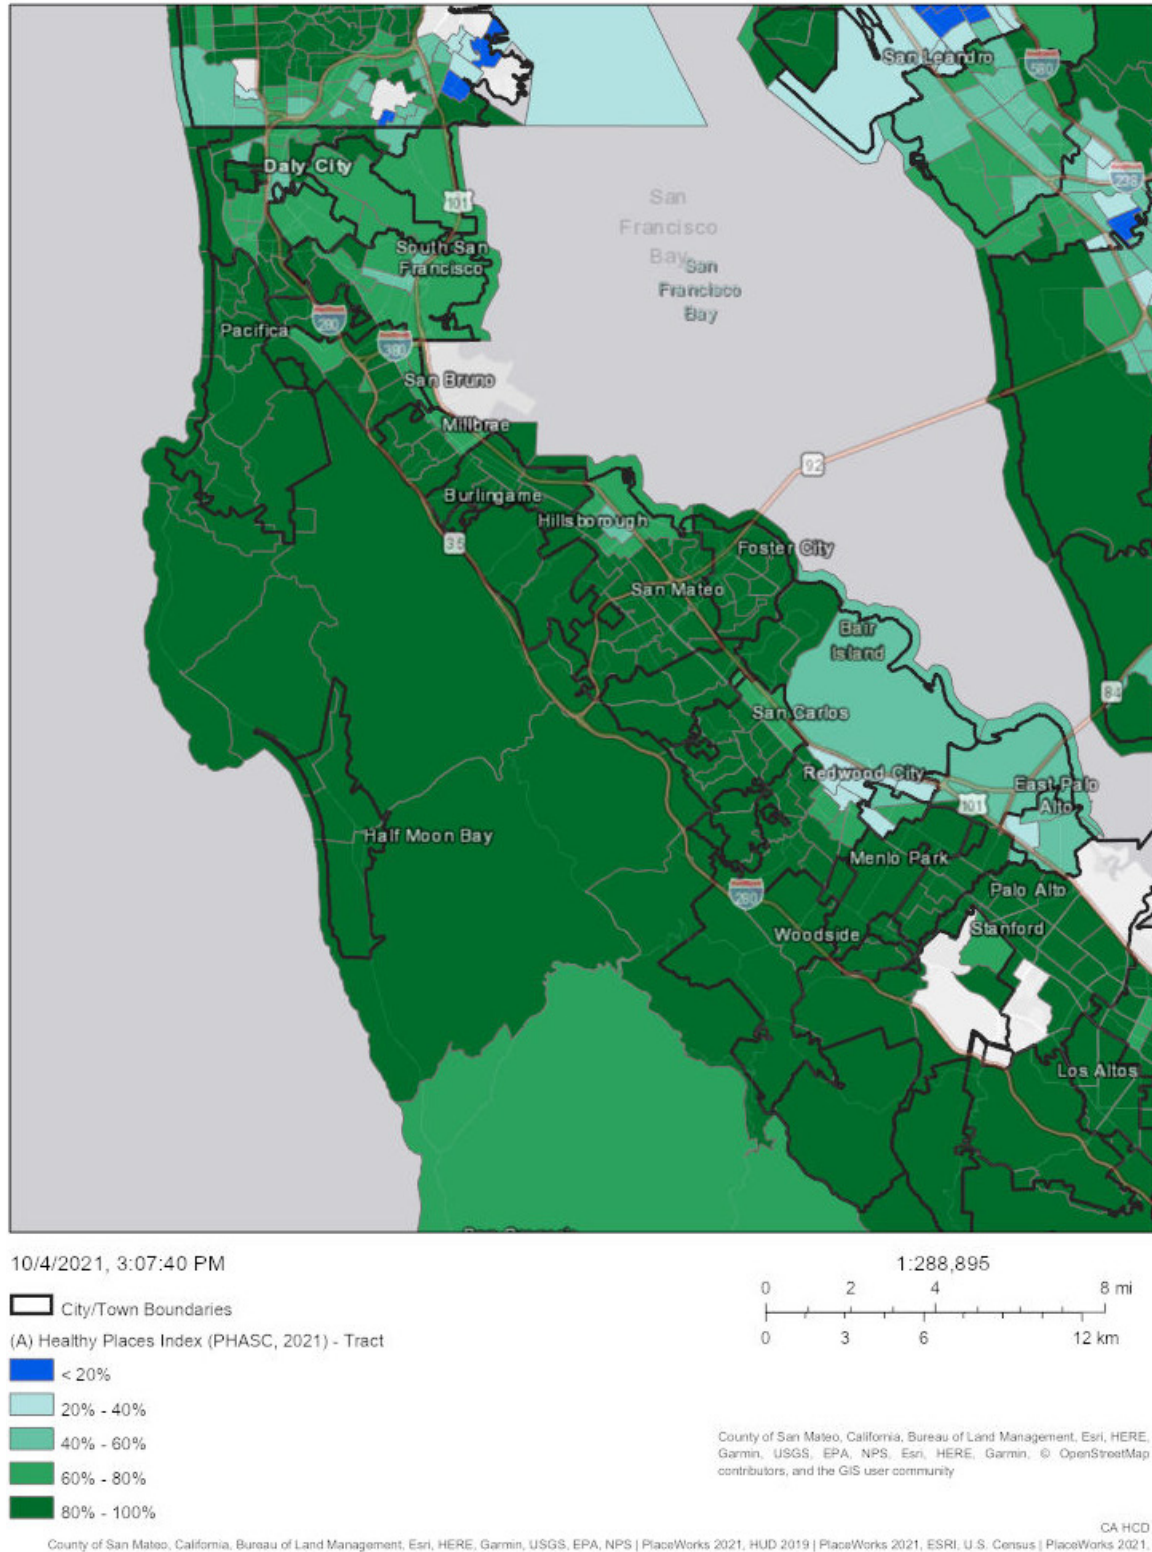 San Leandro
580
Daly City
238
101
San
Francisco
Bay
South San
Francisco
San
Francisco
Bay
280
Pacifica
380
San Bruno
Millbrae
92
Burlingame
Hillsborough
35
Foster City
San Mateo
Bair
Island
84
San Carlos
Redwood City
East Palo
Alto
101
Half Moon Bay
Menlo Park
280
Palo Alto
Woodside
Stanford
Los Altos
10/4/2021, 3:07:40 PM
1:288,895
0 2 4 8 mi
0 3 6 12 km
City/Town Boundaries
(A) Healthy Places Index (PHASC, 2021) - Tract
< 20%
20% - 40%
40% - 60%
60% - 80%
80% - 100%
County of San Mateo, California, Bureau of Land Management, Esri, HERE,
Garmin, USGS, EPA, NPS, Esri, HERE, Garmin, © OpenStreetMap
contributors, and the GIS user community
CA HCD
County of San Mateo, California, Bureau of Land Management, Esri, HERE, Garmin, USGS, EPA, NPS | PlaceWorks 2021, HUD 2019 | PlaceWorks 2021, ESRI, U.S. Census | PlaceWorks 2021,